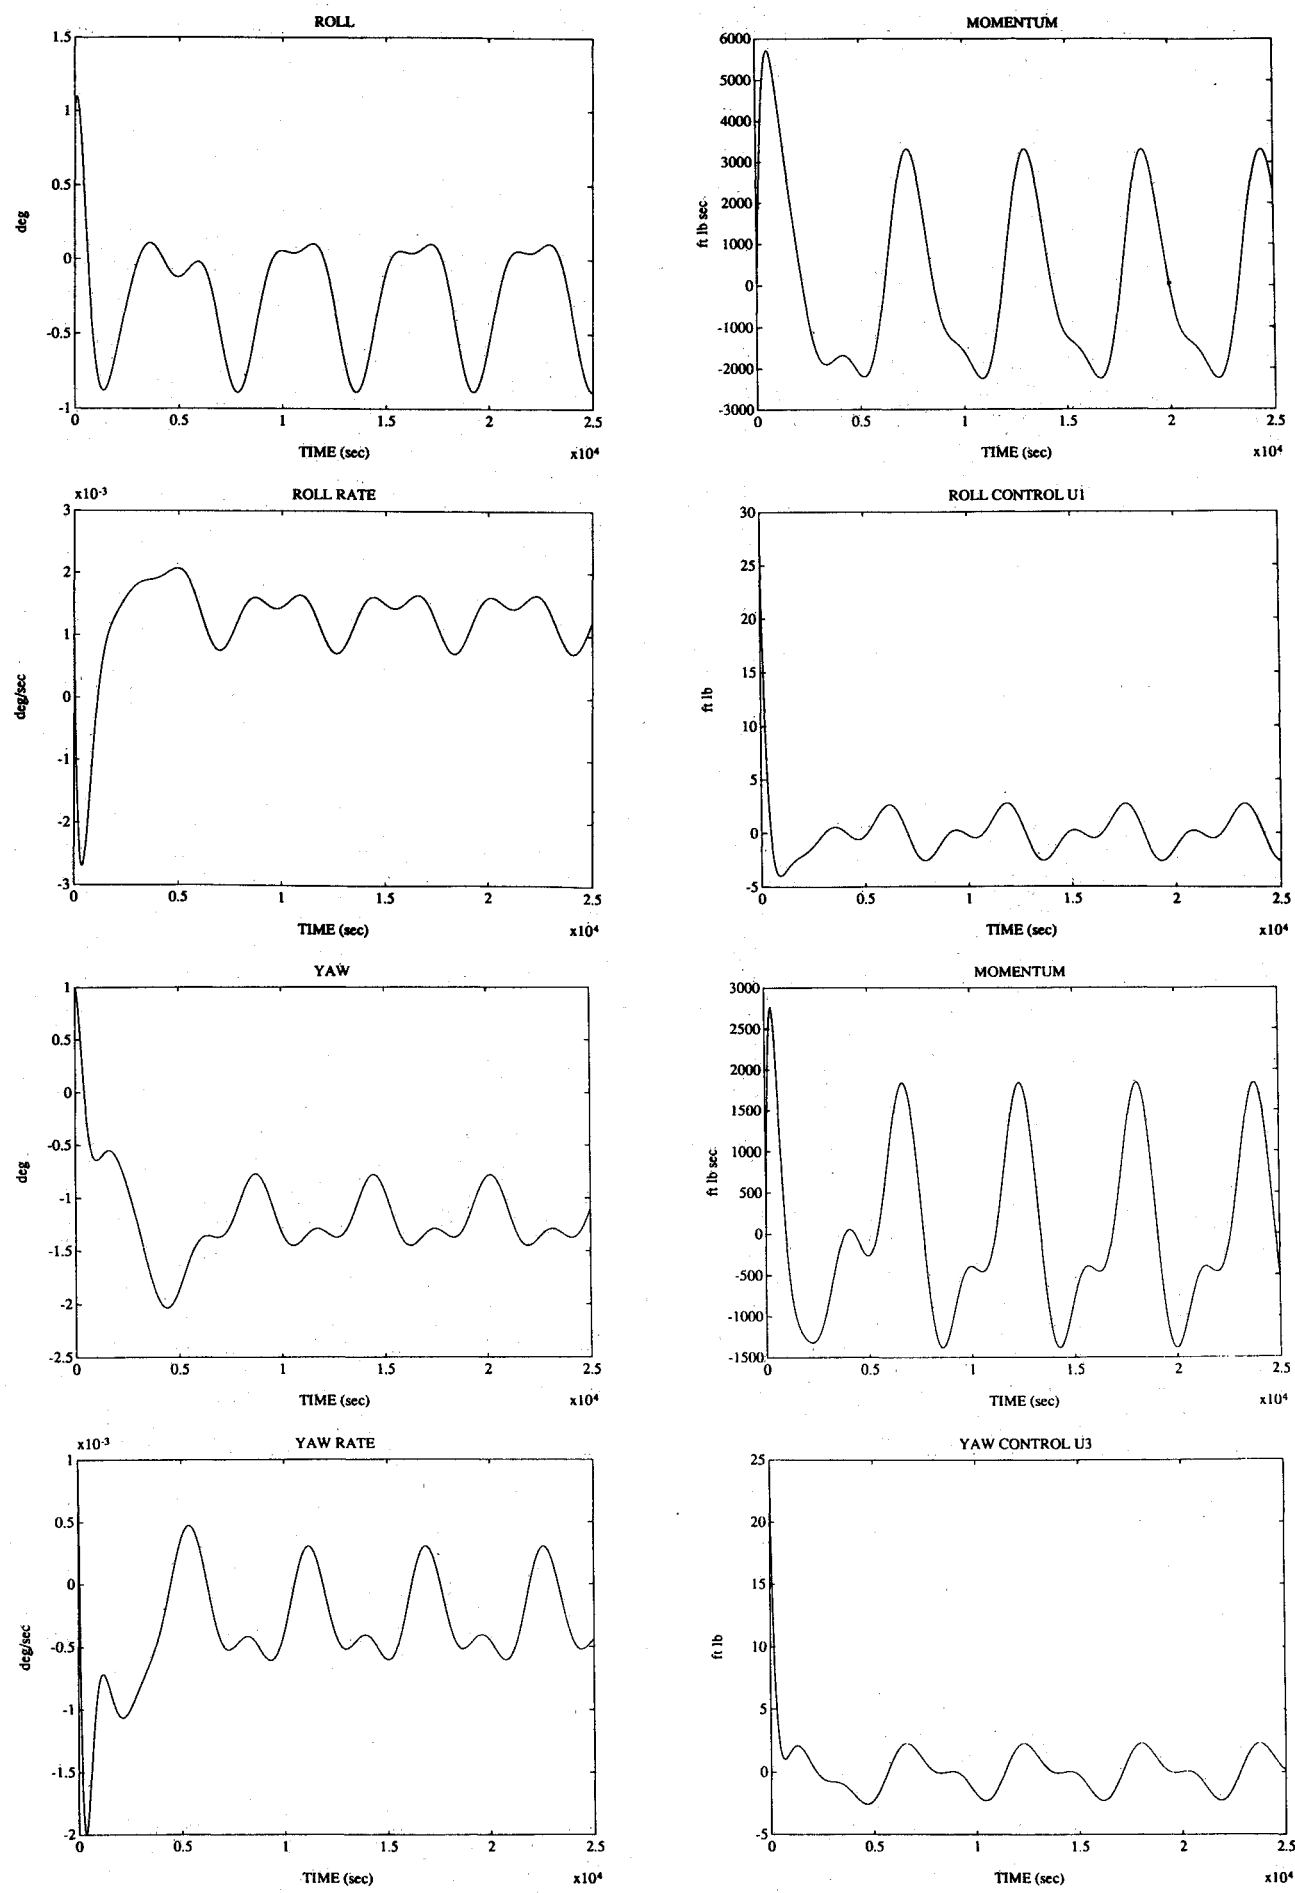 ROLL
1.5
1
0.5
0
-0.5
-1
deg
0 0.5 1 1.5 2 2.5
TIME (sec) x10⁴
MOMENTUM
6000
5000
4000
3000
2000
1000
0
-1000
-2000
-3000
ft lb sec
0 0.5 1 1.5 2 2.5
TIME (sec) x10⁴
x10⁻³ ROLL RATE
3
2
1
0
-1
-2
-3
deg/sec
0 0.5 1 1.5 2 2.5
TIME (sec) x10⁴
ROLL CONTROL U1
30
25
20
15
10
5
0
-5
ft lb
0 0.5 1 1.5 2 2.5
TIME (sec) x10⁴
YAW
1
0.5
0
-0.5
-1
-1.5
-2
-2.5
deg
0 0.5 1 1.5 2 2.5
TIME (sec) x10⁴
MOMENTUM
3000
2500
2000
1500
1000
500
0
-500
-1000
-1500
ft lb sec
0 0.5 1 1.5 2 2.5
TIME (sec) x10⁴
x10⁻³ YAW RATE
1
0.5
0
-0.5
-1
-1.5
-2
deg/sec
0 0.5 1 1.5 2 2.5
TIME (sec) x10⁴
YAW CONTROL U3
25
20
15
10
5
0
-5
ft lb
0 0.5 1 1.5 2 2.5
TIME (sec) x10⁴